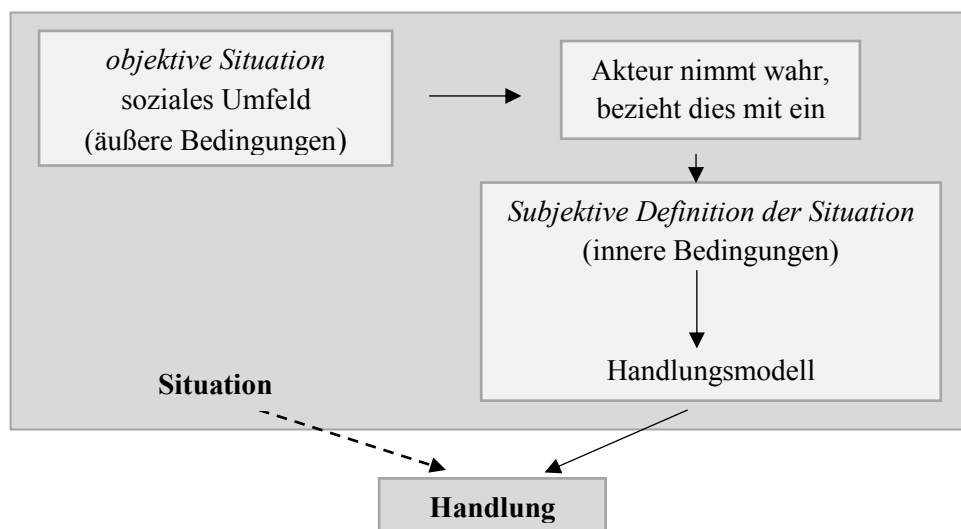 objektive Situation
soziales Umfeld
(äußere Bedingungen)
Akteur nimmt wahr,
bezieht dies mit ein
Subjektive Definition der Situation
(innere Bedingungen)
Handlungsmodell
Situation
Handlung